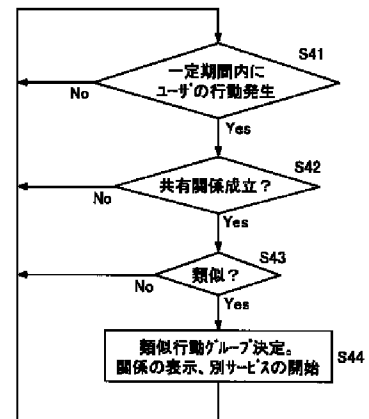 S41
一定期間内に
ユーザの行動発生
No
Yes
S42
共有関係成立？
No
Yes
S43
類似？
No
Yes
類似行動グループ決定。
関係の表示、別サービスの開始
S44